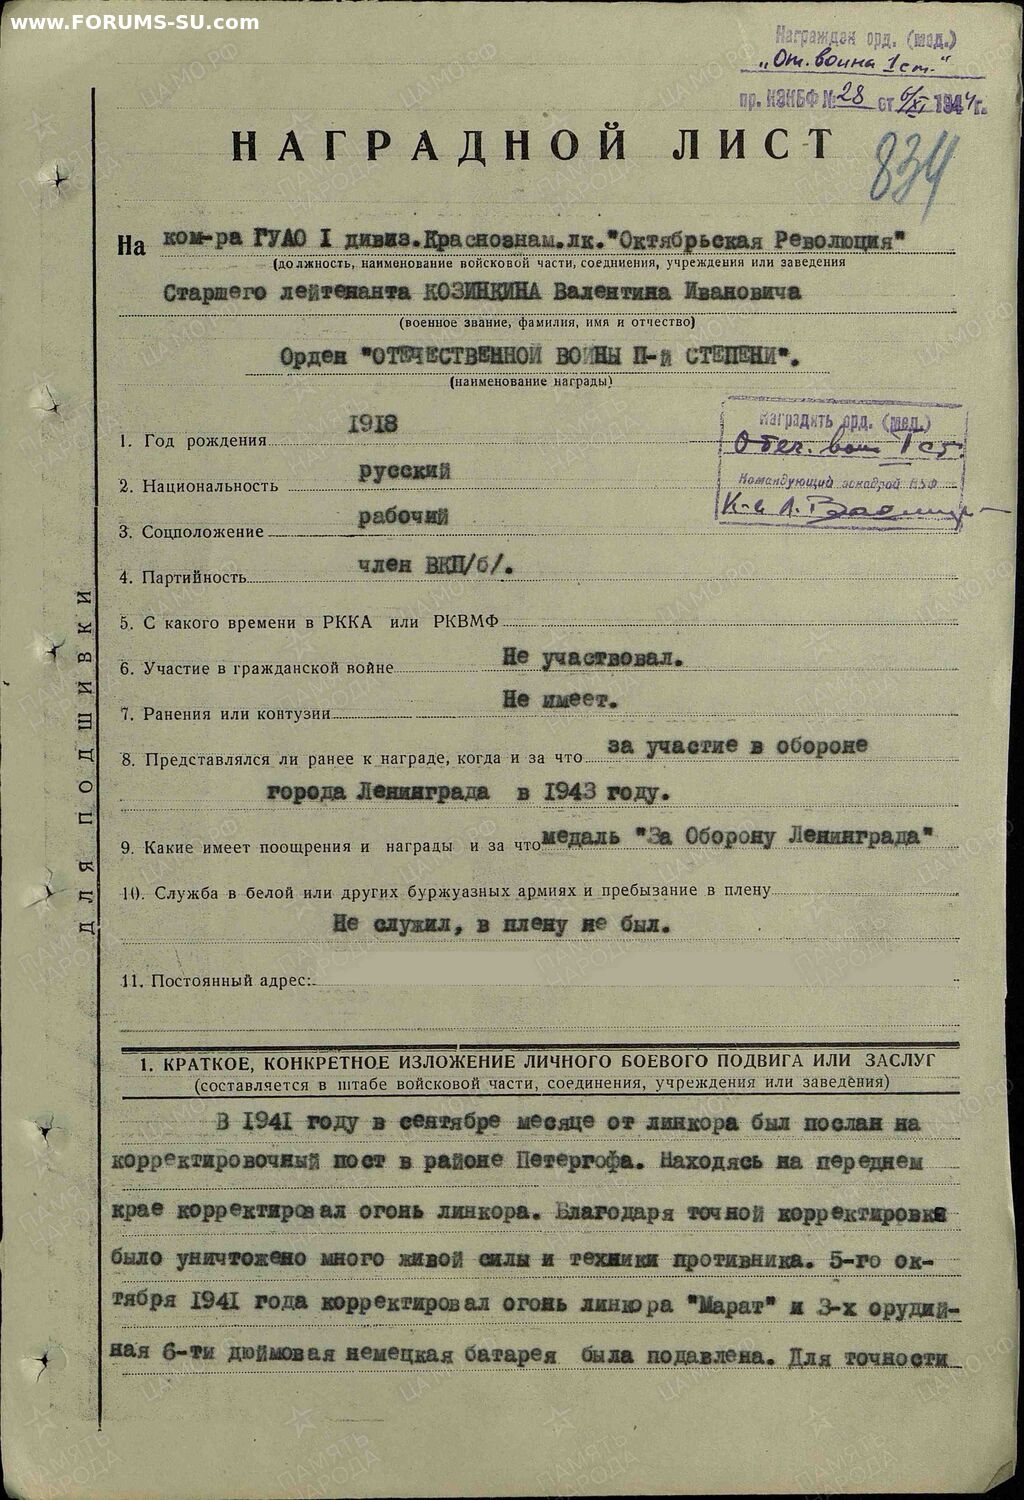 www.FORUMS-SU.com
Награжден орд. (мед.)
"От. война 1 ст."
пр. КЭКБФ № 28 от 6/XI 1944 г.
НАГРАДНОЙ ЛИСТ
834
На ком-ра ГУАО I дивиз.Краснознам.лк."Октябрьская Революция"
(должность, наименование войсковой части, соединения, учреждения или заведения
Старшего лейтенанта КОЗИНКИНА Валентина Ивановича
(военное звание, фамилия, имя и отчество)
Орден "ОТЕЧЕСТВЕННОЙ ВОЙНЫ П-й СТЕПЕНИ".
(наименование награды)
Наградить орд. (мед.)
Отеч. I ст.
Командующий эскадрой КБФ
1. Год рождения 1918
2. Национальность русский
3. Соцположение рабочий
4. Партийность член ВКП/б/.
5. С какого времени в РККА или РКВМФ
6. Участие в гражданской войне Не участвовал.
7. Ранения или контузии Не имеет.
8. Представлялся ли ранее к награде, когда и за что за участие в обороне
города Ленинграда в 1943 году.
9. Какие имеет поощрения и награды и за что медаль "За Оборону Ленинграда"
10. Служба в белой или других буржуазных армиях и пребывание в плену
Не служил, в плену не был.
11. Постоянный адрес:
ДЛЯ ПОДШИВКИ
1. КРАТКОЕ, КОНКРЕТНОЕ ИЗЛОЖЕНИЕ ЛИЧНОГО БОЕВОГО ПОДВИГА ИЛИ ЗАСЛУГ
(составляется в штабе войсковой части, соединения, учреждения или заведения)
В 1941 году в сентябре месяце от линкора был послан на
корректировочный пост в районе Петергофа. Находясь на переднем
крае корректировал огонь линкора. Благодаря точной корректировке
было уничтожено много живой силы и техники противника. 5-го ок-
тября 1941 года корректировал огонь линкора "Марат" и 3-х орудий-
ная 6-ти дюймовая немецкая батарея была подавлена. Для точности